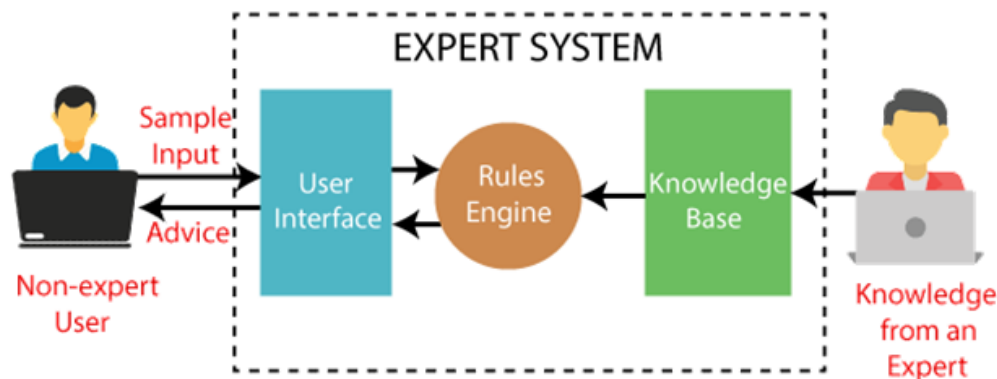 EXPERT SYSTEM
Sample
Input
Advice
Non-expert
User
User
Interface
Rules
Engine
Knowledge
Base
Knowledge
from an
Expert